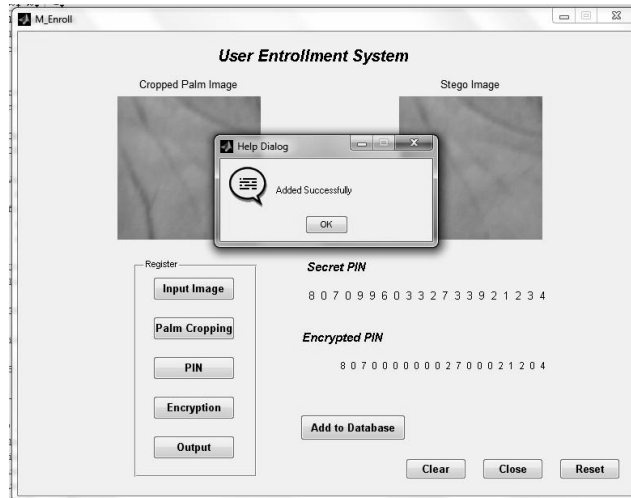 M_Enroll
User Entrollment System
Cropped Palm Image
Stego Image
Help Dialog
Added Successfully
OK
Register
Input Image
Palm Cropping
PIN
Encryption
Output
Secret PIN
8 0 7 0 9 9 6 0 3 3 2 7 3 3 9 2 1 2 3 4
Encrypted PIN
8 0 7 0 0 0 0 0 0 0 2 7 0 0 0 2 1 2 0 4
Add to Database
Clear
Close
Reset